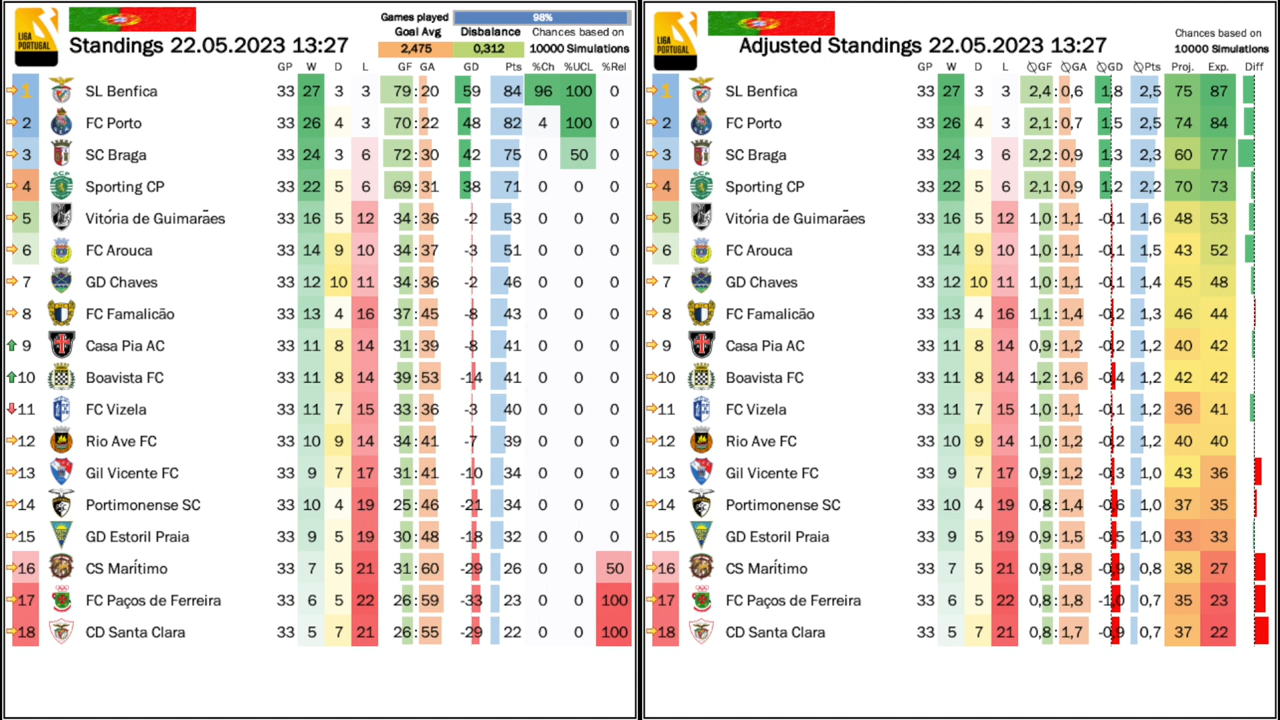 Games played 98%
Goal Avg Disbalance Chances based on
LIGA PORTUGAL Standings 22.05.2023 13:27 2,475 0,312 10000 Simulations
GP W D L GF GA GD Pts %Ch %UCL %Rel
1 SL Benfica 33 27 3 3 79 : 20 59 84 96 100 0
2 FC Porto 33 26 4 3 70 : 22 48 82 4 100 0
3 SC Braga 33 24 3 6 72 : 30 42 75 0 50 0
4 Sporting CP 33 22 5 6 69 : 31 38 71 0 0 0
5 Vitória de Guimarães 33 16 5 12 34 : 36 -2 53 0 0 0
6 FC Arouca 33 14 9 10 34 : 37 -3 51 0 0 0
7 GD Chaves 33 12 10 11 34 : 36 -2 46 0 0 0
8 FC Famalicão 33 13 4 16 37 : 45 -8 43 0 0 0
9 Casa Pia AC 33 11 8 14 31 : 39 -8 41 0 0 0
10 Boavista FC 33 11 8 14 39 : 53 -14 41 0 0 0
11 FC Vizela 33 11 7 15 33 : 36 -3 40 0 0 0
12 Rio Ave FC 33 10 9 14 34 : 41 -7 39 0 0 0
13 Gil Vicente FC 33 9 7 17 31 : 41 -10 34 0 0 0
14 Portimonense SC 33 10 4 19 25 : 46 -21 34 0 0 0
15 GD Estoril Praia 33 9 5 19 30 : 48 -18 32 0 0 0
16 CS Marítimo 33 7 5 21 31 : 60 -29 26 0 0 50
17 FC Paços de Ferreira 33 6 5 22 26 : 59 -33 23 0 0 100
18 CD Santa Clara 33 5 7 21 26 : 55 -29 22 0 0 100
Chances based on
LIGA PORTUGAL Adjusted Standings 22.05.2023 13:27 10000 Simulations
GP W D L ∅GF ∅GA ∅GD ∅Pts Proj. Exp. Diff
1 SL Benfica 33 27 3 3 2,4 : 0,6 1,8 2,5 75 87
2 FC Porto 33 26 4 3 2,1 : 0,7 1,5 2,5 74 84
3 SC Braga 33 24 3 6 2,2 : 0,9 1,3 2,3 60 77
4 Sporting CP 33 22 5 6 2,1 : 0,9 1,2 2,2 70 73
5 Vitória de Guimarães 33 16 5 12 1,0 : 1,1 -0,1 1,6 48 53
6 FC Arouca 33 14 9 10 1,0 : 1,1 -0,1 1,5 43 52
7 GD Chaves 33 12 10 11 1,0 : 1,1 -0,1 1,4 45 48
8 FC Famalicão 33 13 4 16 1,1 : 1,4 -0,2 1,3 46 44
9 Casa Pia AC 33 11 8 14 0,9 : 1,2 -0,2 1,2 40 42
10 Boavista FC 33 11 8 14 1,2 : 1,6 -0,4 1,2 42 42
11 FC Vizela 33 11 7 15 1,0 : 1,1 -0,1 1,2 36 41
12 Rio Ave FC 33 10 9 14 1,0 : 1,2 -0,2 1,2 40 40
13 Gil Vicente FC 33 9 7 17 0,9 : 1,2 -0,3 1,0 43 36
14 Portimonense SC 33 10 4 19 0,8 : 1,4 -0,6 1,0 37 35
15 GD Estoril Praia 33 9 5 19 0,9 : 1,5 -0,5 1,0 33 33
16 CS Marítimo 33 7 5 21 0,9 : 1,8 -0,9 0,8 38 27
17 FC Paços de Ferreira 33 6 5 22 0,8 : 1,8 -1,0 0,7 35 23
18 CD Santa Clara 33 5 7 21 0,8 : 1,7 -0,9 0,7 37 22